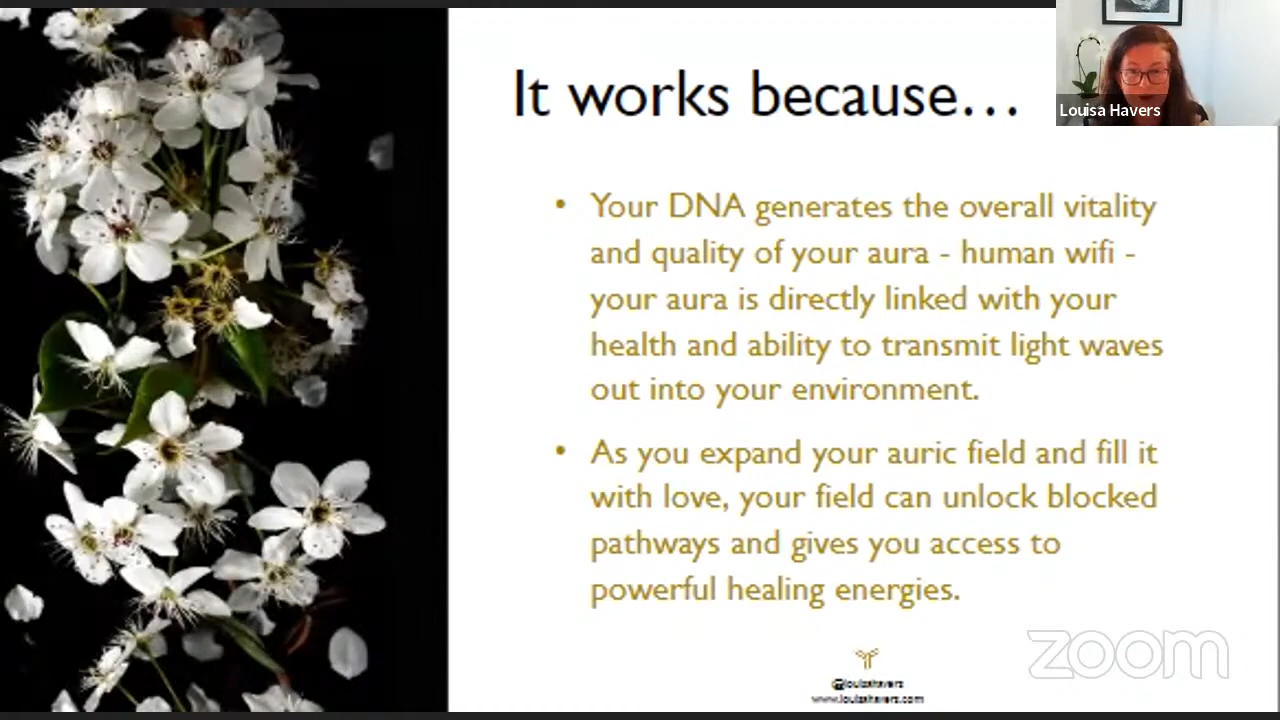 It works because...
Louisa Havers
• Your DNA generates the overall vitality
and quality of your aura - human wifi -
your aura is directly linked with your
health and ability to transmit light waves
out into your environment.
• As you expand your auric field and fill it
with love, your field can unlock blocked
pathways and gives you access to
powerful healing energies.
zoom
@louisahavers
www.louisahavers.com